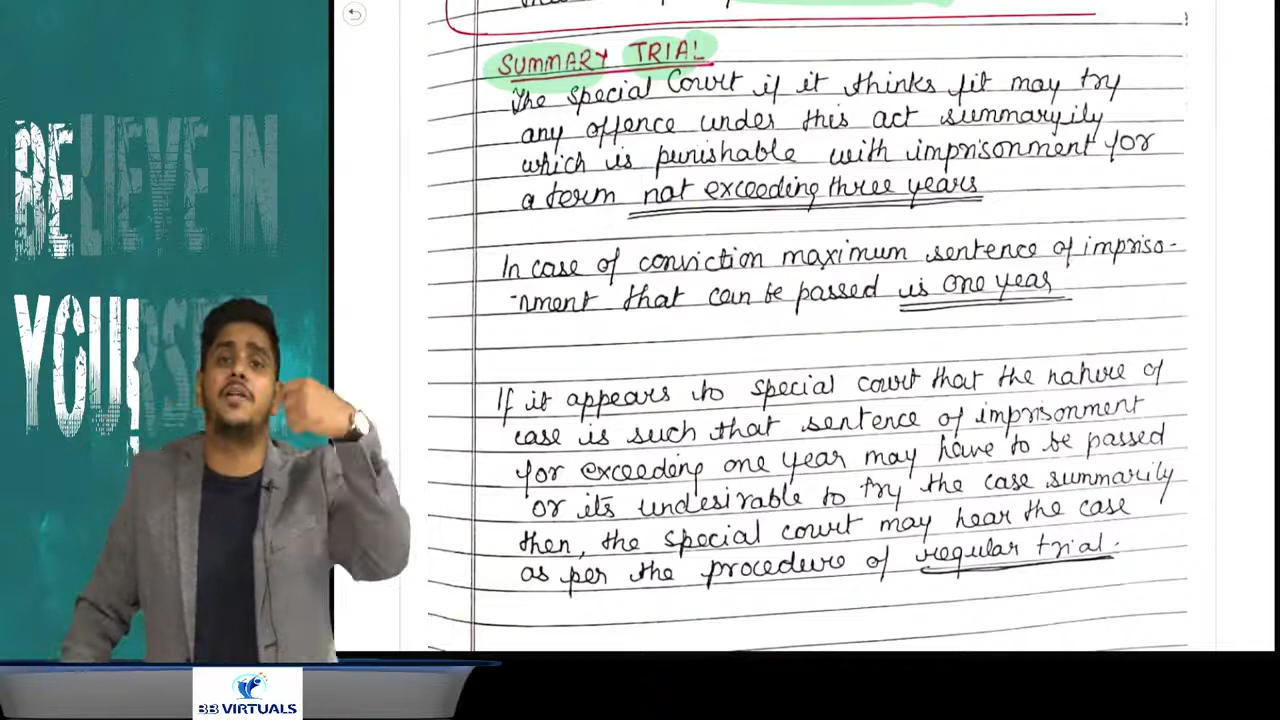 BELIEVE IN
YOURSELF
SUMMARY TRIAL
The special Court if it thinks fit may try
any offence under this act summaryily
which is punishable with imprisonment for
a term not exceeding three years
In case of conviction maximum sentence of impriso-
-nment that can be passed is one year
If it appears to special court that the nature of
case is such that sentence of imprisonment
for exceeding one year may have to be passed
or its undesirable to try the case summarily
then, the special court may hear the case
as per the procedure of regular trial.
BB VIRTUALS